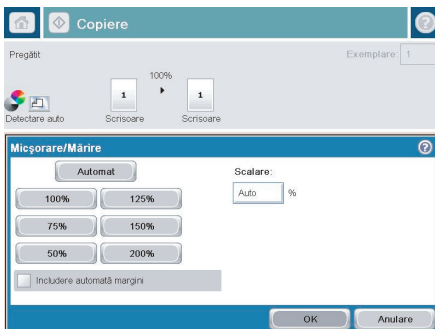 Copiere
Pregătit
Exemplare: 1
100%
1 1
Detectare auto Scrisoare Scrisoare
Micşorare/Mărire
Automat
Scalare:
100% 125%
Auto %
75% 150%
50% 200%
Includere automată margini
OK Anulare